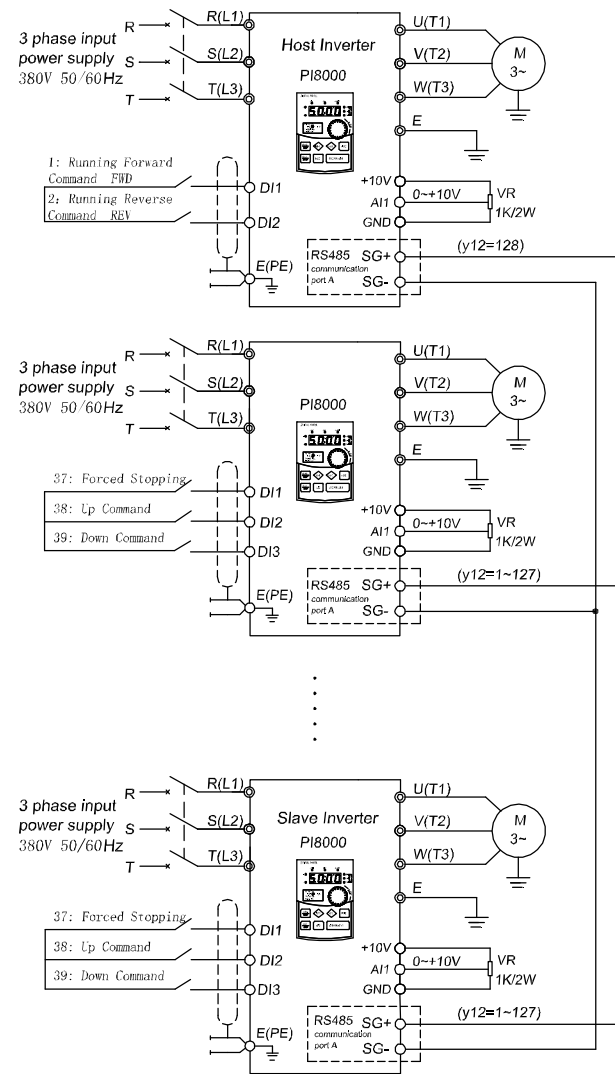 R
R(L1)
Host Inverter
U(T1)
3 phase input
power supply
380V 50/60Hz
S
S(L2)
V(T2)
M
3~
T
T(L3)
PI8000
W(T3)
5000
E
1: Running Forward
Command FWD
2: Running Reverse
Command REV
DI1
DI2
+10V
AI1
0~+10V
GND
VR
1K/2W
E(PE)
RS485
communication
port A
SG+
SG-
(y12=128)
R
R(L1)
U(T1)
3 phase input
power supply
380V 50/60Hz
S
S(L2)
PI8000
V(T2)
M
3~
T
T(L3)
W(T3)
5000
E
37: Forced Stopping
DI1
38: Up Command
DI2
39: Down Command
DI3
+10V
AI1
0~+10V
GND
VR
1K/2W
E(PE)
RS485
communication
port A
SG+
SG-
(y12=1~127)
R
R(L1)
U(T1)
3 phase input
power supply
380V 50/60Hz
S
S(L2)
Slave Inverter
V(T2)
M
3~
T
T(L3)
PI8000
W(T3)
5000
E
37: Forced Stopping
DI1
38: Up Command
DI2
39: Down Command
DI3
+10V
AI1
0~+10V
GND
VR
1K/2W
E(PE)
RS485
communication
port A
SG+
SG-
(y12=1~127)